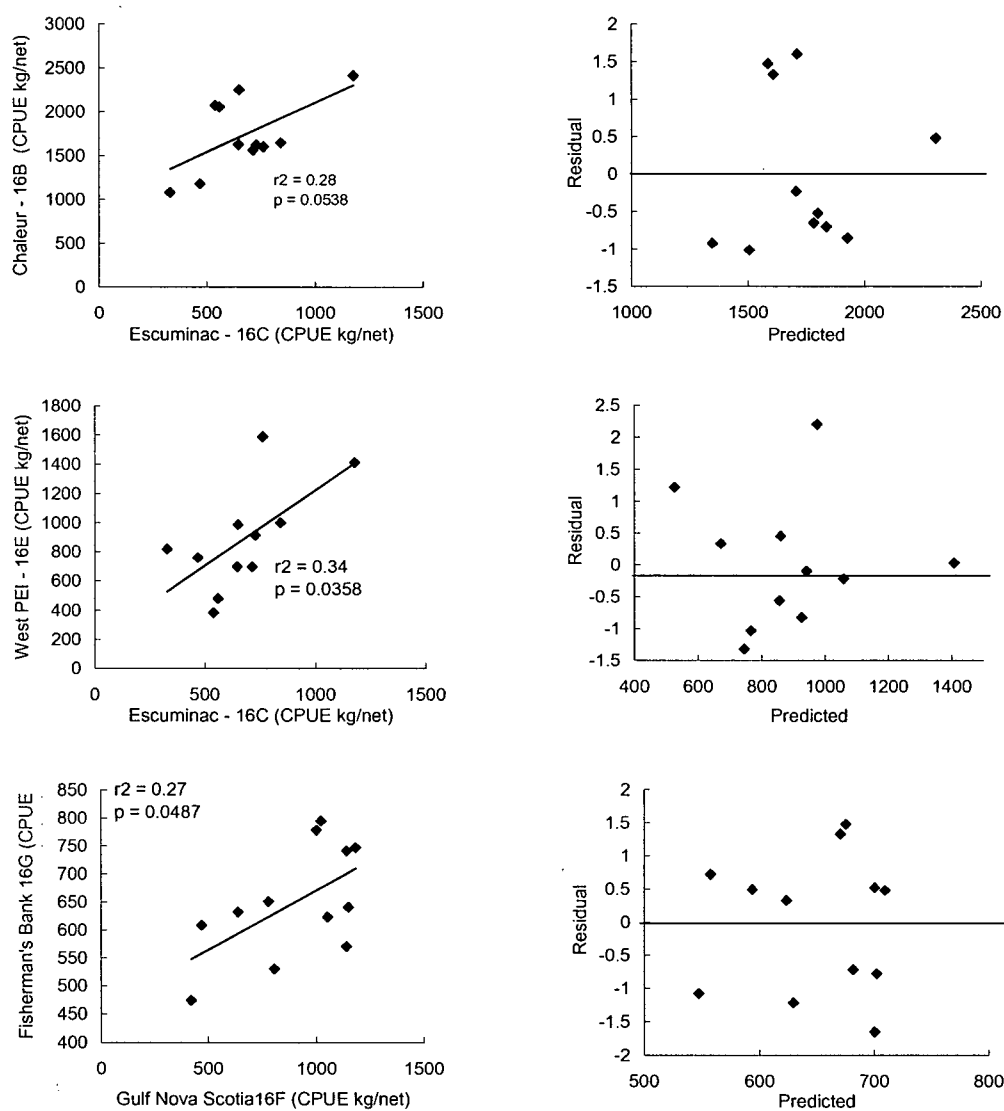 3000
2500
2000
1500
1000
500
0
Chaleur - 16B (CPUE kg/net)
r2 = 0.28
p = 0.0538
0 500 1000 1500
Escuminac - 16C (CPUE kg/net)
2
1.5
1
0.5
0
-0.5
-1
-1.5
Residual
1000 1500 2000 2500
Predicted
1800
1600
1400
1200
1000
800
600
400
200
0
West PEI - 16E (CPUE kg/net)
r2 = 0.34
p = 0.0358
0 500 1000 1500
Escuminac - 16C (CPUE kg/net)
2.5
2
1.5
1
0.5
0
-0.5
-1
-1.5
Residual
400 600 800 1000 1200 1400
Predicted
r2 = 0.27
p = 0.0487
850
800
750
700
650
600
550
500
450
400
Fisherman's Bank 16G (CPUE
0 500 1000 1500
Gulf Nova Scotia16F (CPUE kg/net)
2
1.5
1
0.5
0
-0.5
-1
-1.5
-2
Residual
500 600 700 800
Predicted